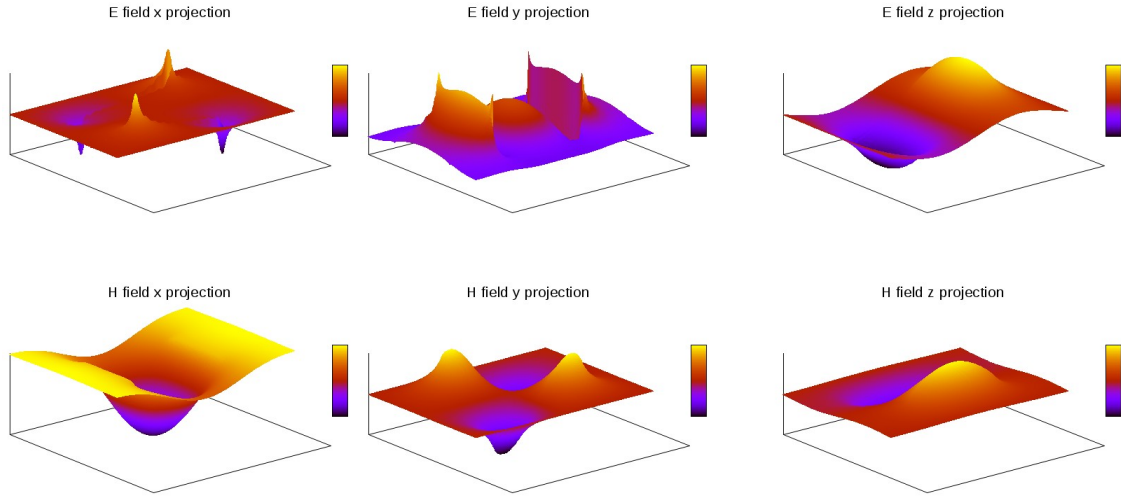 E field x projection
E field y projection
E field z projection
H field x projection
H field y projection
H field z projection